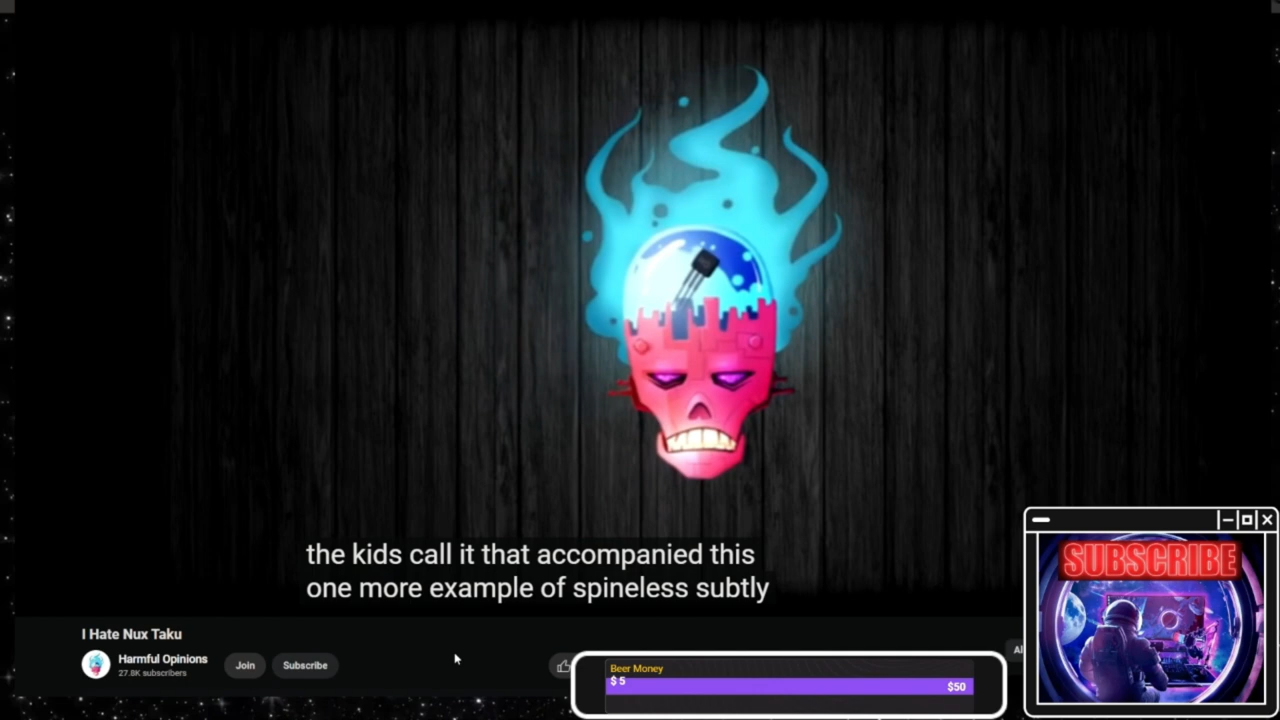 the kids call it that accompanied this
one more example of spineless subtly
I Hate Nux Taku
Harmful Opinions
27.8K subscribers
Join
Subscribe
Al
Beer Money
$ 5
$50
SUBSCRIBE